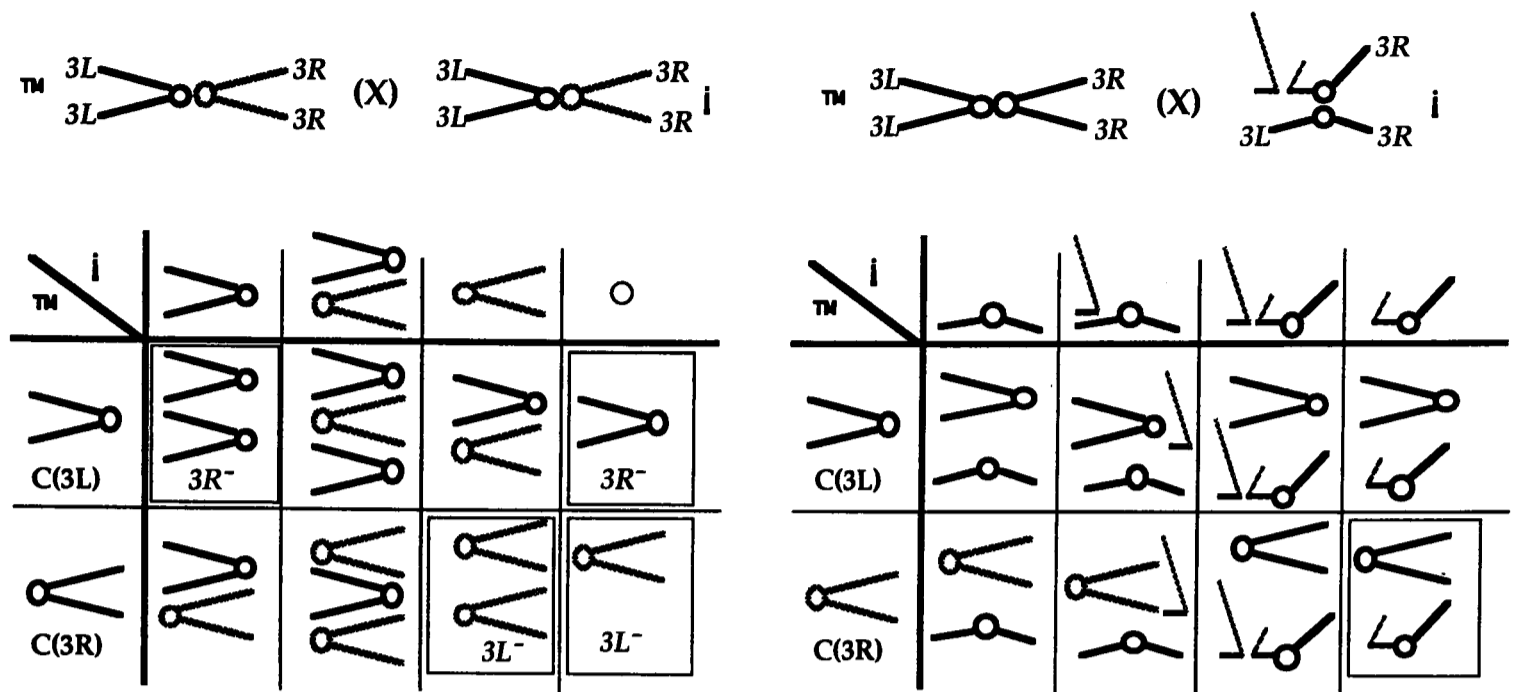 ™ 3L 3R (X) 3L 3R i
3L 3R 3L 3R
i
™
C(3L) 3R⁻ 3R⁻
C(3R) 3L⁻ 3L⁻
™ 3L 3R (X) 3R i
3L 3R 3L 3R
i
™
C(3L)
C(3R)